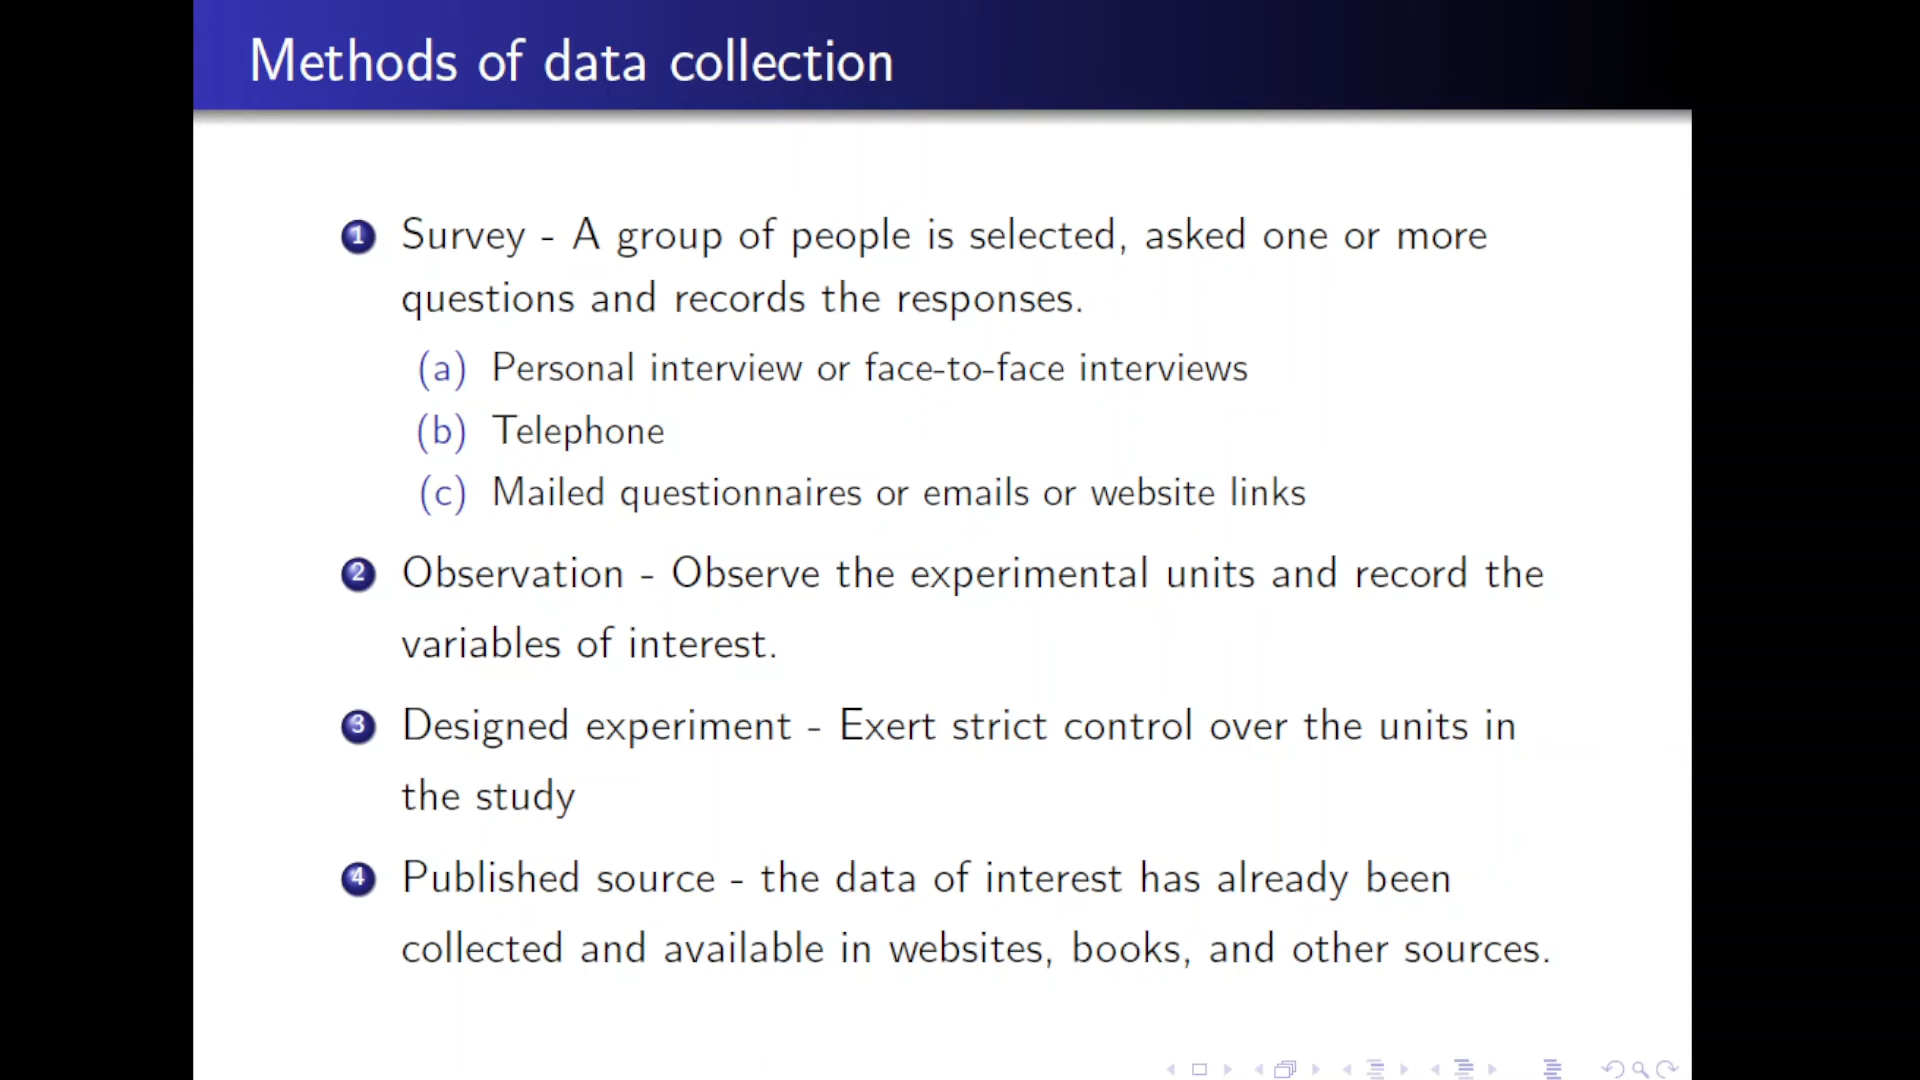 Methods of data collection
1 Survey - A group of people is selected, asked one or more
questions and records the responses.
(a) Personal interview or face-to-face interviews
(b) Telephone
(c) Mailed questionnaires or emails or website links
2 Observation - Observe the experimental units and record the
variables of interest.
3 Designed experiment - Exert strict control over the units in
the study
4 Published source - the data of interest has already been
collected and available in websites, books, and other sources.